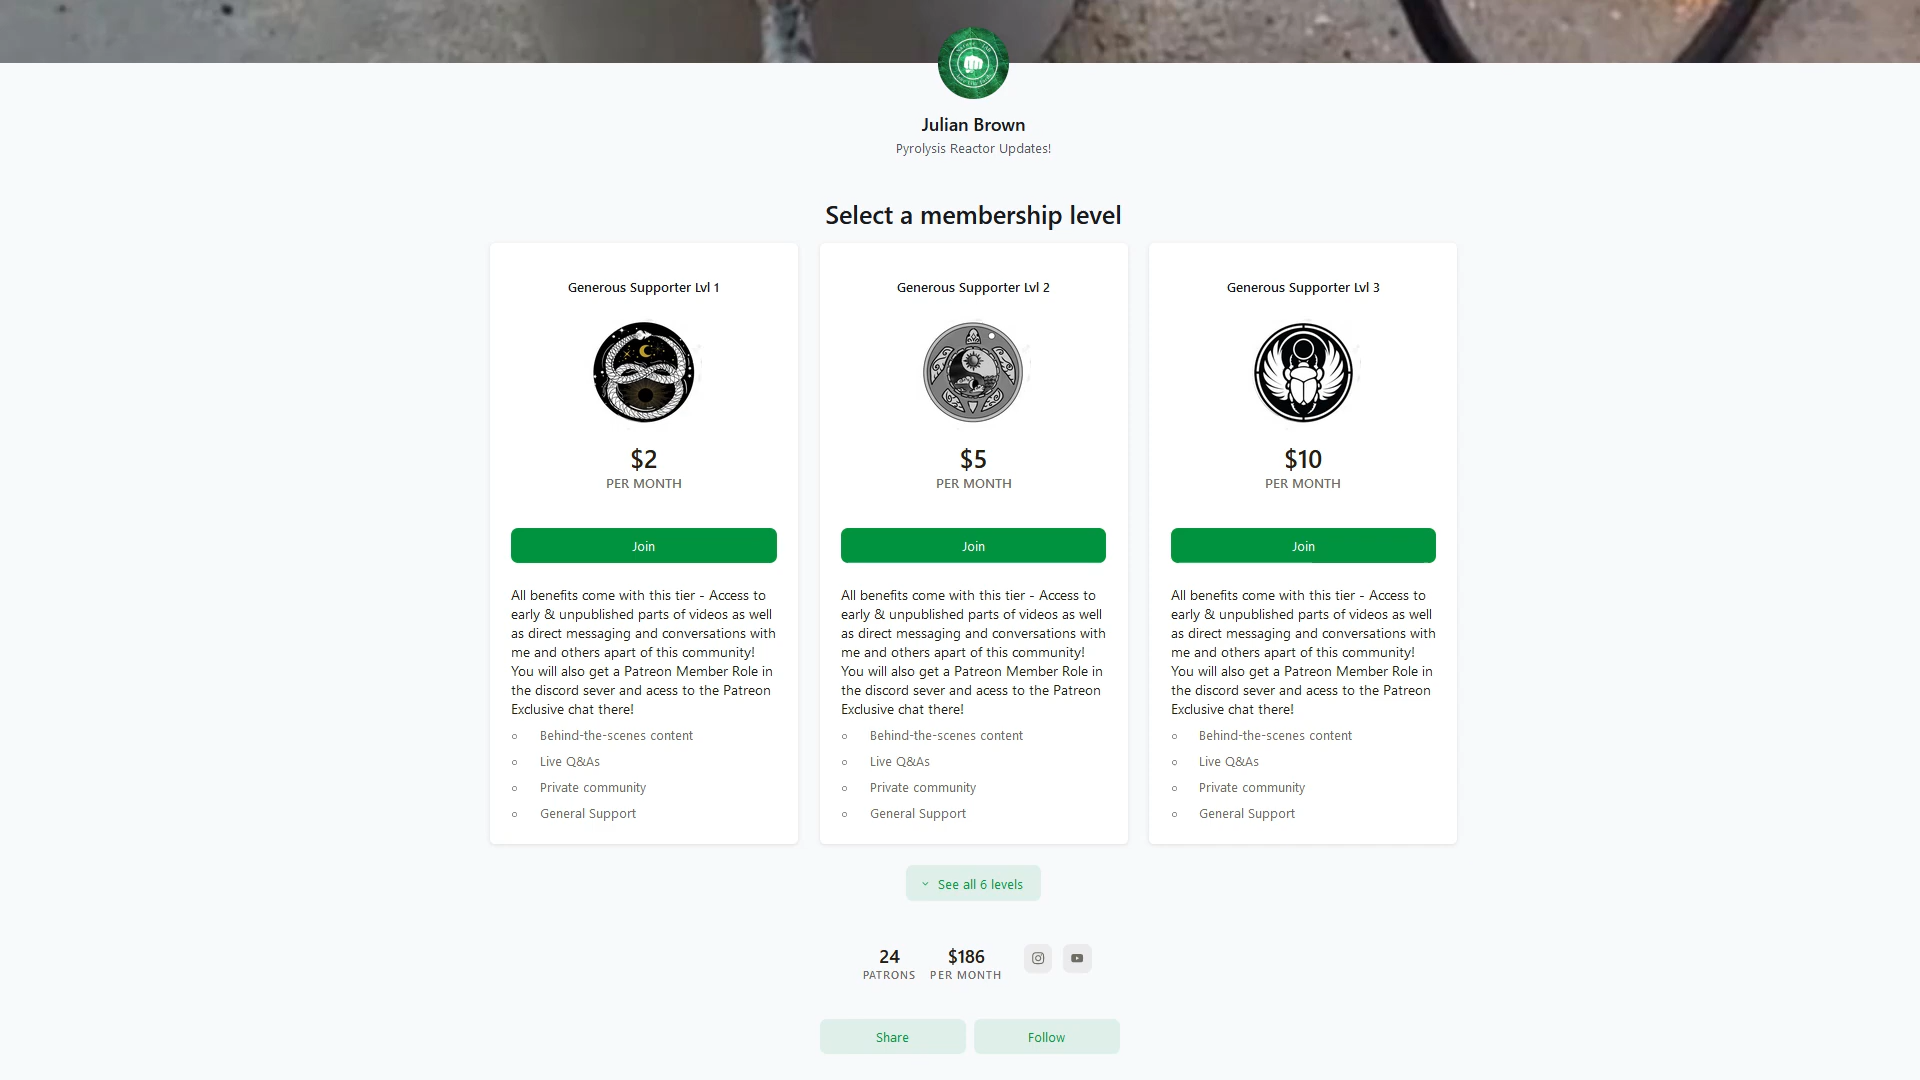 Julian Brown
Pyrolysis Reactor Updates!
Select a membership level
Generous Supporter Lvl 1
$2
PER MONTH
Join
All benefits come with this tier - Access to
early & unpublished parts of videos as well
as direct messaging and conversations with
me and others apart of this community!
You will also get a Patreon Member Role in
the discord sever and acess to the Patreon
Exclusive chat there!
Behind-the-scenes content
Live Q&As
Private community
General Support
Generous Supporter Lvl 2
$5
PER MONTH
Join
All benefits come with this tier - Access to
early & unpublished parts of videos as well
as direct messaging and conversations with
me and others apart of this community!
You will also get a Patreon Member Role in
the discord sever and acess to the Patreon
Exclusive chat there!
Behind-the-scenes content
Live Q&As
Private community
General Support
Generous Supporter Lvl 3
$10
PER MONTH
Join
All benefits come with this tier - Access to
early & unpublished parts of videos as well
as direct messaging and conversations with
me and others apart of this community!
You will also get a Patreon Member Role in
the discord sever and acess to the Patreon
Exclusive chat there!
Behind-the-scenes content
Live Q&As
Private community
General Support
See all 6 levels
24
PATRONS
$186
PER MONTH
Share
Follow